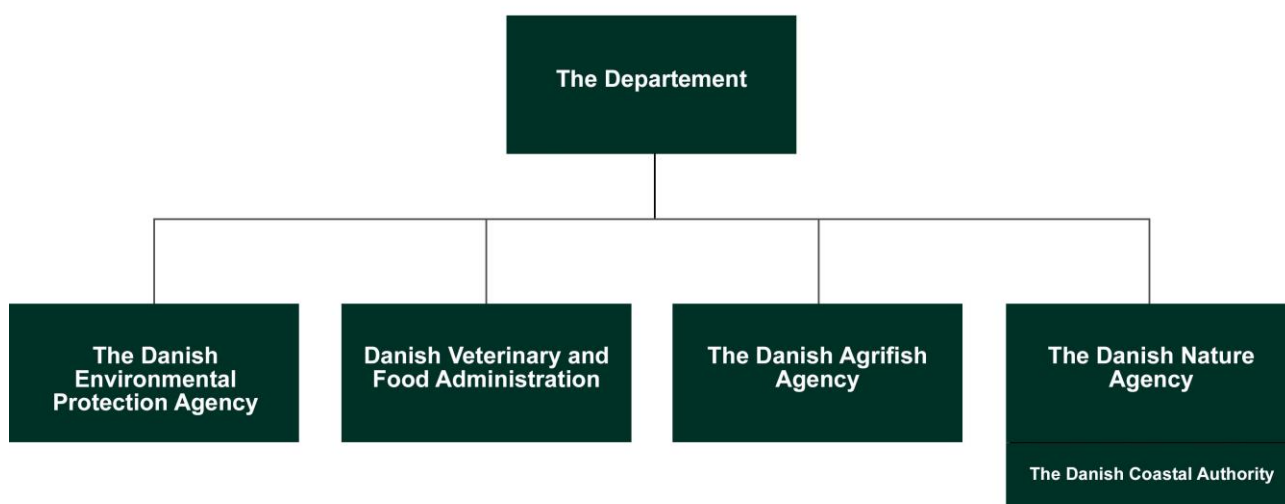 The Departement
The Danish
Environmental
Protection Agency
Danish Veterinary and
Food Administration
The Danish Agrifish
Agency
The Danish Nature
Agency
The Danish Coastal Authority